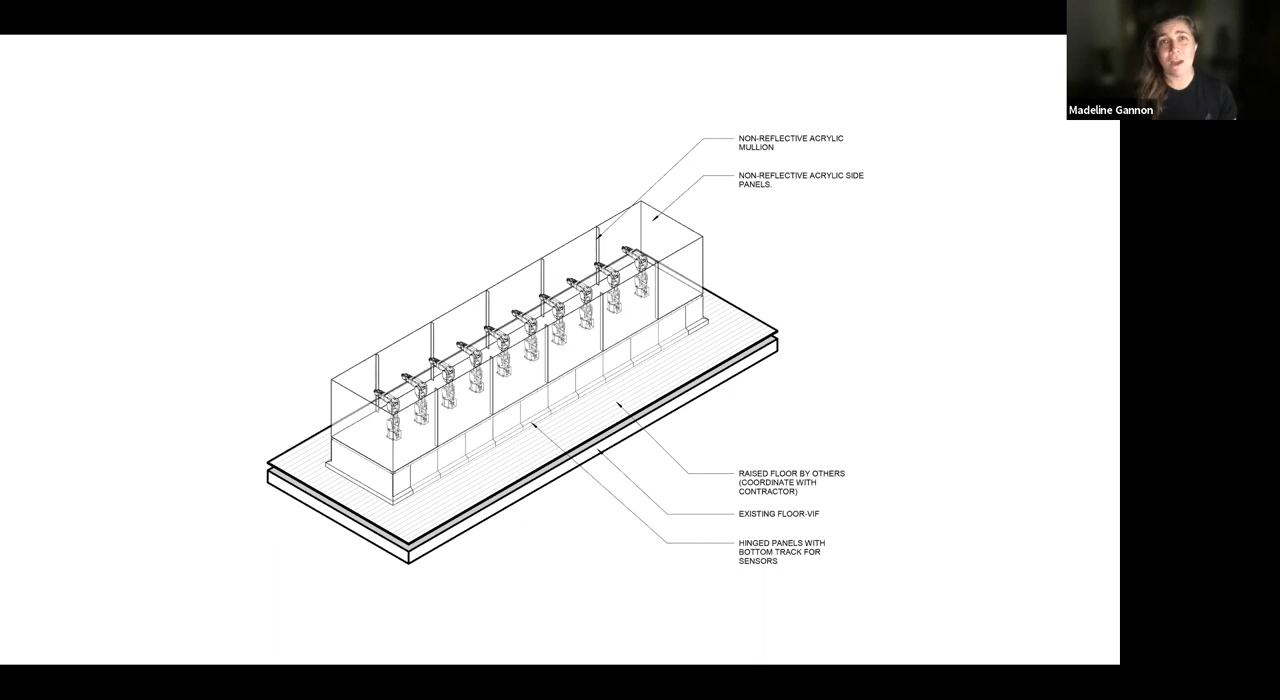 Madeline Gannon
NON-REFLECTIVE ACRYLIC
MULLION
NON-REFLECTIVE ACRYLIC SIDE
PANELS.
RAISED FLOOR BY OTHERS
(COORDINATE WITH
CONTRACTOR)
EXISTING FLOOR-VIF
HINGED PANELS WITH
BOTTOM TRACK FOR
SENSORS